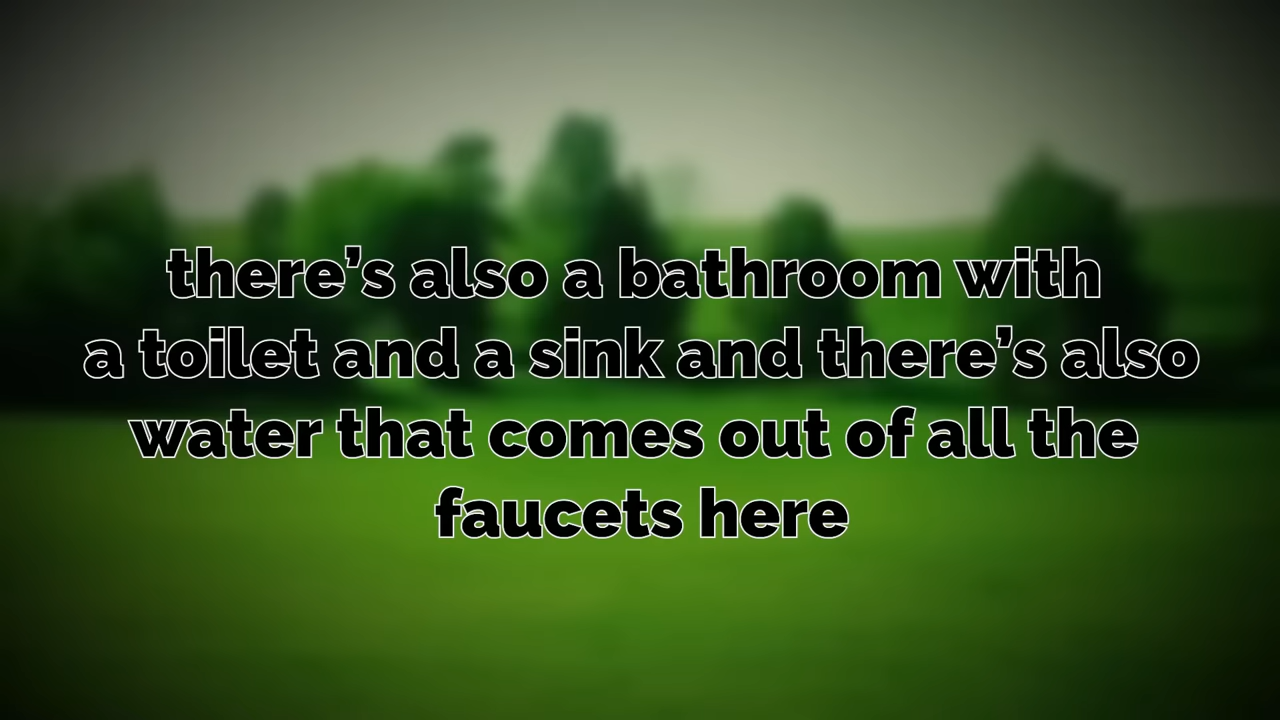 there’s also a bathroom with
a toilet and a sink and there’s also
water that comes out of all the
faucets here